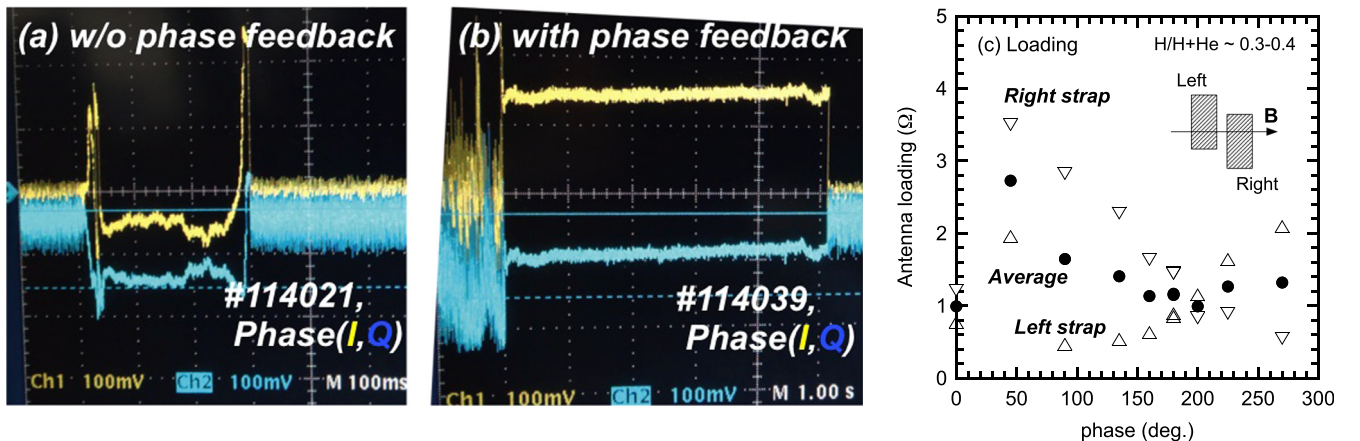 (a) w/o phase feedback
#114021,
Phase(I,Q)
Ch1 100mV Ch2 100mV M 100ms
(b) with phase feedback
#114039,
Phase(I,Q)
Ch1 100mV Ch2 100mV M 1.00 s
(c) Loading
H/H+He ~ 0.3-0.4
Right strap
Left
B
Right
Average
Left strap
Antenna loading (Ω)
5
4
3
2
1
0
0 50 100 150 200 250 300
phase (deg.)